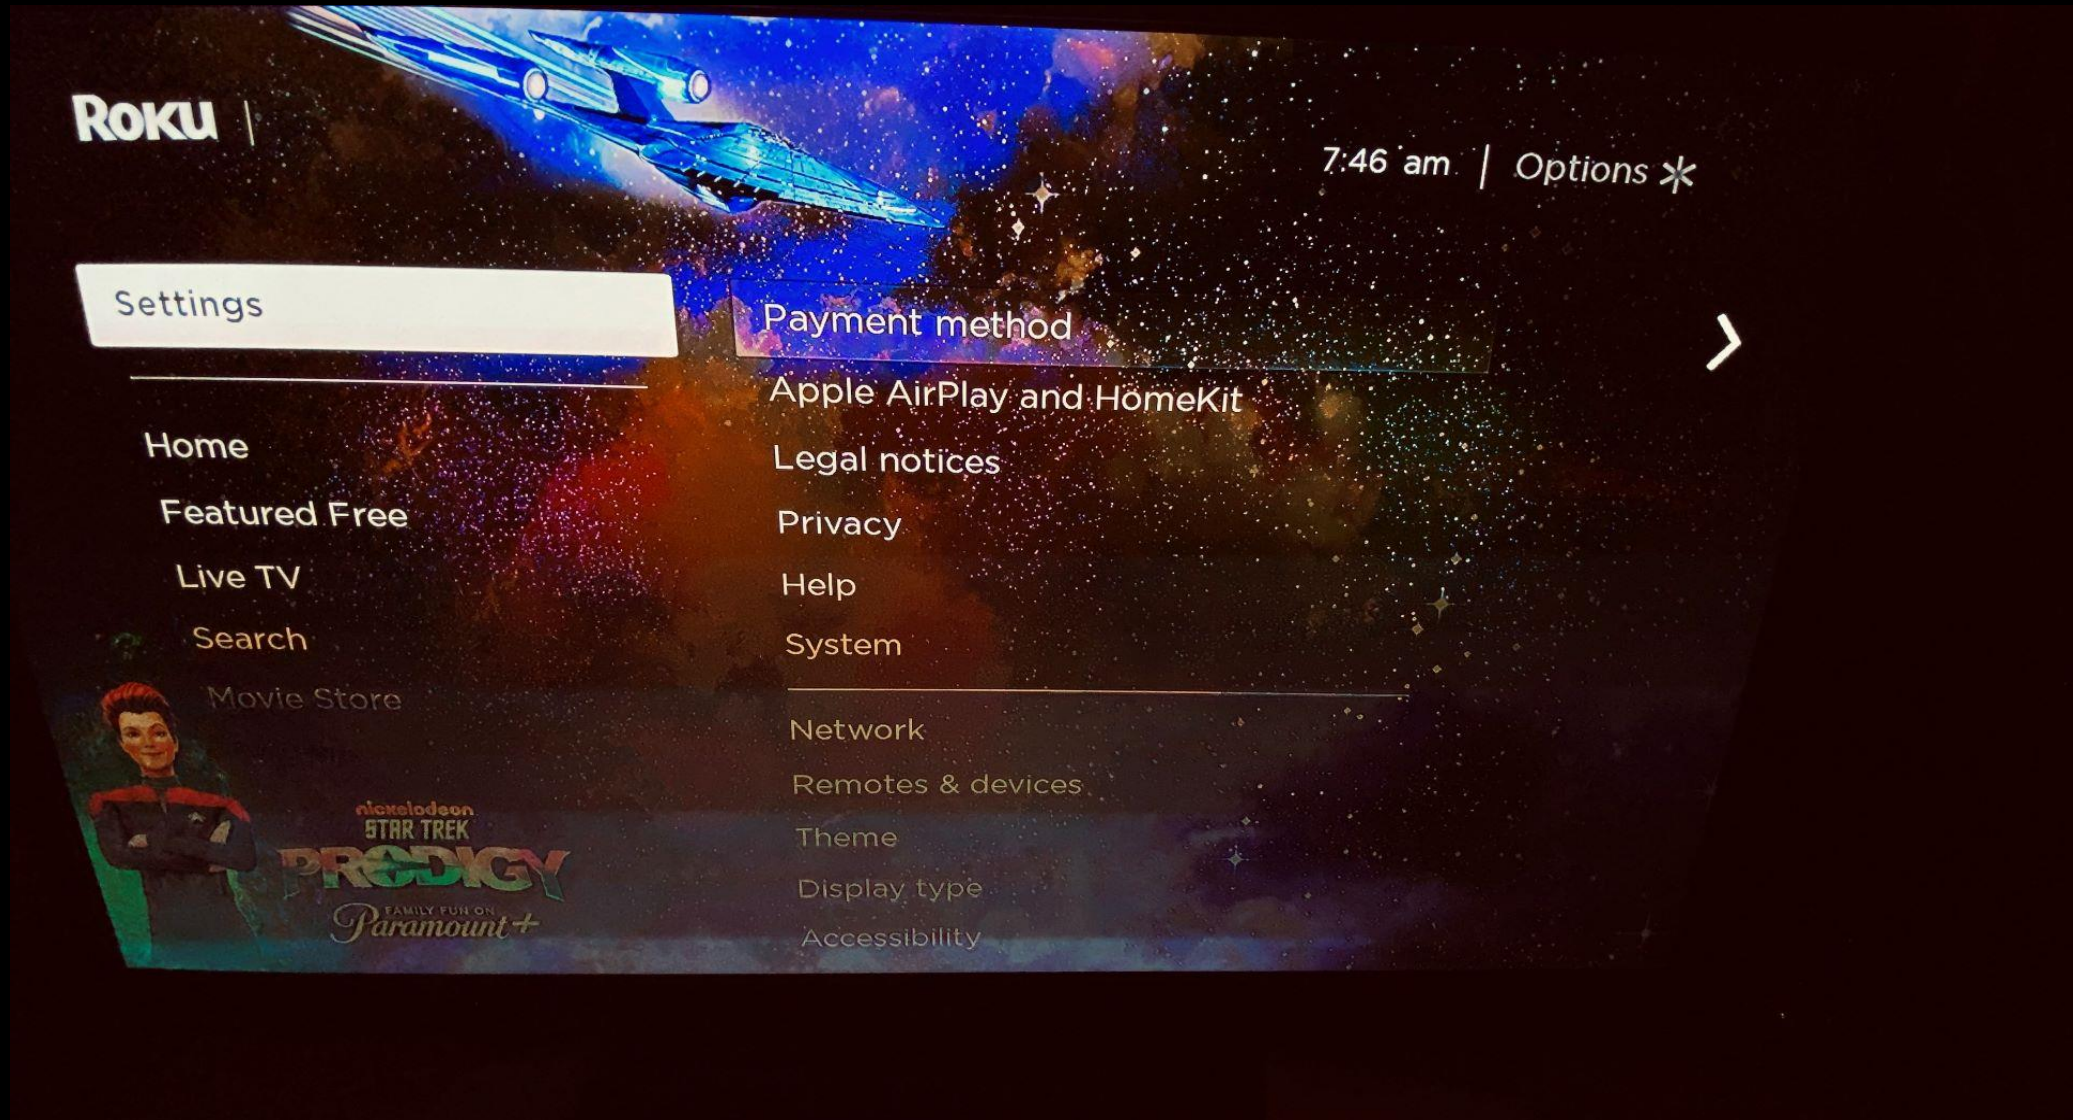 Roku |
7:46 am | Options *
Settings
Home
Featured Free
Live TV
Search
Movie Store
Payment method
Apple AirPlay and HomeKit
Legal notices
Privacy
Help
System
Network
Remotes & devices
Theme
Display type
Accessibility
nickelodeon
STAR TREK
PRODIGY
FAMILY FUN ON
Paramount+